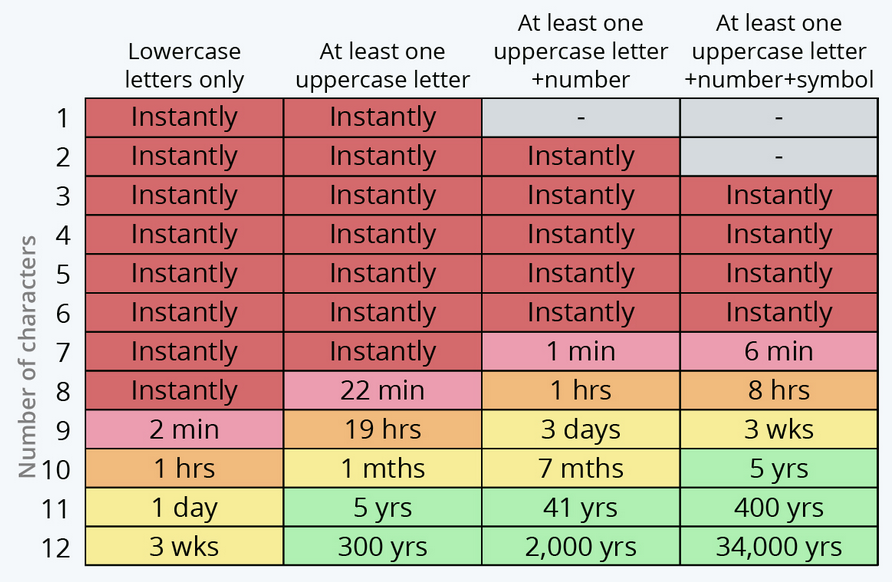 Lowercase
letters only
At least one
uppercase letter
At least one
uppercase letter
+number
At least one
uppercase letter
+number+symbol
Number of characters
1 Instantly Instantly - -
2 Instantly Instantly Instantly -
3 Instantly Instantly Instantly Instantly
4 Instantly Instantly Instantly Instantly
5 Instantly Instantly Instantly Instantly
6 Instantly Instantly Instantly Instantly
7 Instantly Instantly 1 min 6 min
8 Instantly 22 min 1 hrs 8 hrs
9 2 min 19 hrs 3 days 3 wks
10 1 hrs 1 mths 7 mths 5 yrs
11 1 day 5 yrs 41 yrs 400 yrs
12 3 wks 300 yrs 2,000 yrs 34,000 yrs